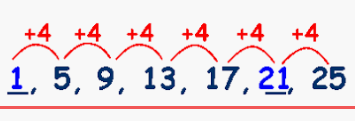 +4 +4 +4 +4 +4 +4
1, 5, 9, 13, 17, 21, 25